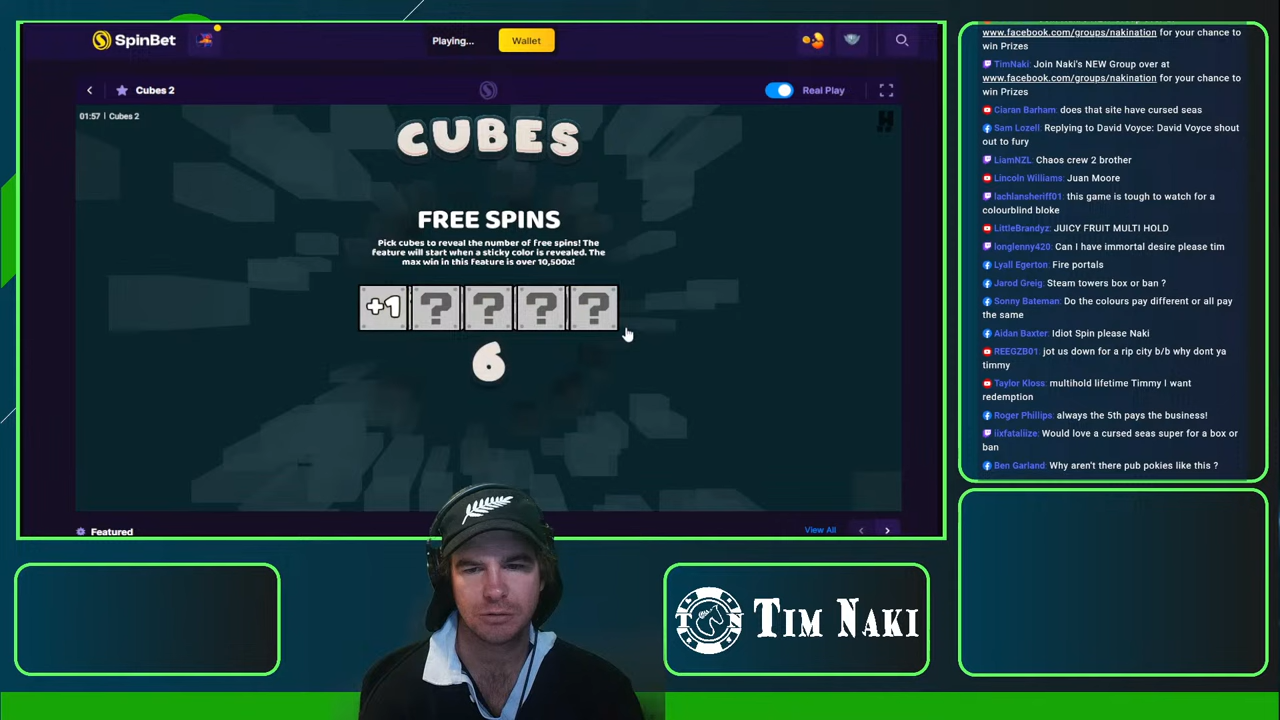 SpinBet
Playing...
Wallet
Cubes 2
Real Play
01:57 | Cubes 2
CUBES
FREE SPINS
Pick cubes to reveal the number of free spins! The
feature will start when a sticky color is revealed. The
max win in this feature is over 10,500x!
+1 ? ? ? ?
6
Featured
View All
TIM NAKI
www.facebook.com/groups/nakination for your chance to
win Prizes
TimNaki: Join Naki's NEW Group over at
www.facebook.com/groups/nakination for your chance to
win Prizes
Ciaran Barham: does that site have cursed seas
Sam Lozell: Replying to David Voyce: David Voyce shout
out to fury
LiamNZL: Chaos crew 2 brother
Lincoln Williams: Juan Moore
lachlansheriff01: this game is tough to watch for a
colourblind bloke
LittleBrandyz: JUICY FRUIT MULTI HOLD
longlenny420: Can I have immortal desire please tim
Lyall Egerton: Fire portals
Jarod Greig: Steam towers box or ban ?
Sonny Bateman: Do the colours pay different or all pay
the same
Aidan Baxter: Idiot Spin please Naki
REEGZB01: jot us down for a rip city b/b why dont ya
timmy
Taylor Kloss: multihold lifetime Timmy I want
redemption
Roger Phillips: always the 5th pays the business!
iixfataliize: Would love a cursed seas super for a box or
ban
Ben Garland: Why aren't there pub pokies like this ?